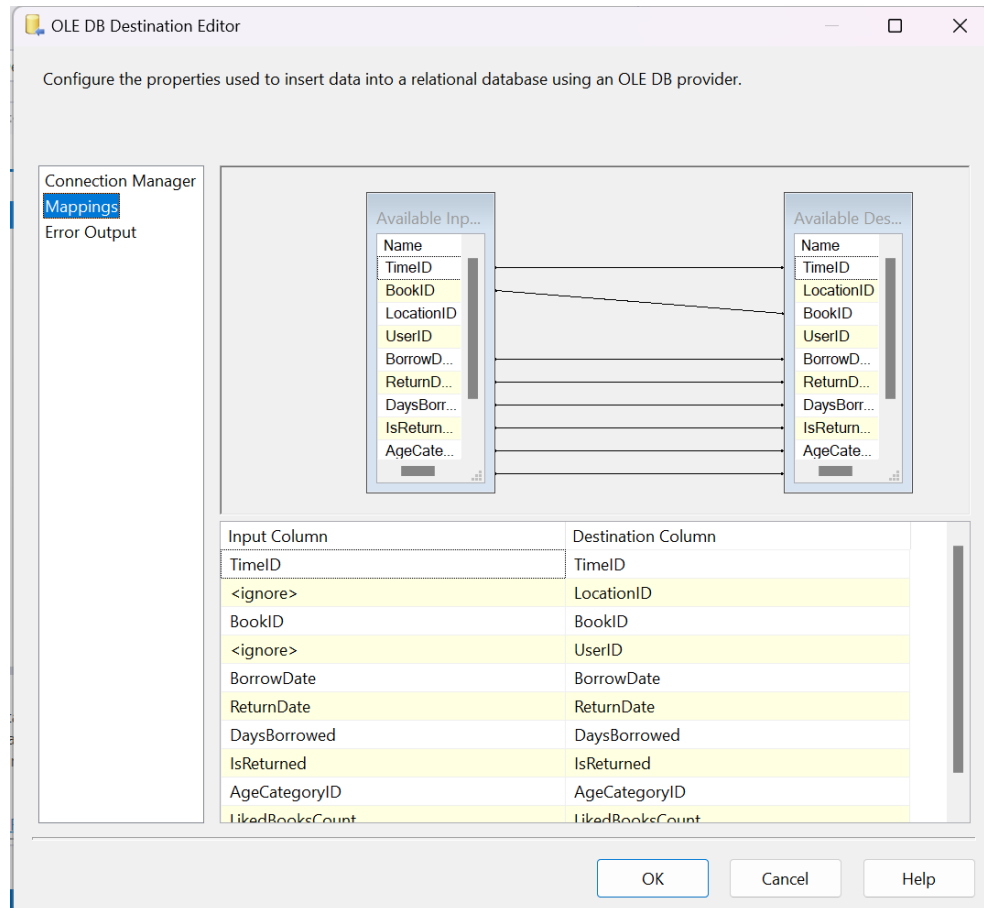 OLE DB Destination Editor
Configure the properties used to insert data into a relational database using an OLE DB provider.
Connection Manager
Mappings
Error Output
Available Inp...
Name
TimeID
BookID
LocationID
UserID
BorrowD...
ReturnD...
DaysBorr...
IsReturn...
AgeCate...
Available Des...
Name
TimeID
LocationID
BookID
UserID
BorrowD...
ReturnD...
DaysBorr...
IsReturn...
AgeCate...
Input Column Destination Column
TimeID TimeID
<ignore> LocationID
BookID BookID
<ignore> UserID
BorrowDate BorrowDate
ReturnDate ReturnDate
DaysBorrowed DaysBorrowed
IsReturned IsReturned
AgeCategoryID AgeCategoryID
LikedBooksCount LikedBooksCount
OK Cancel Help